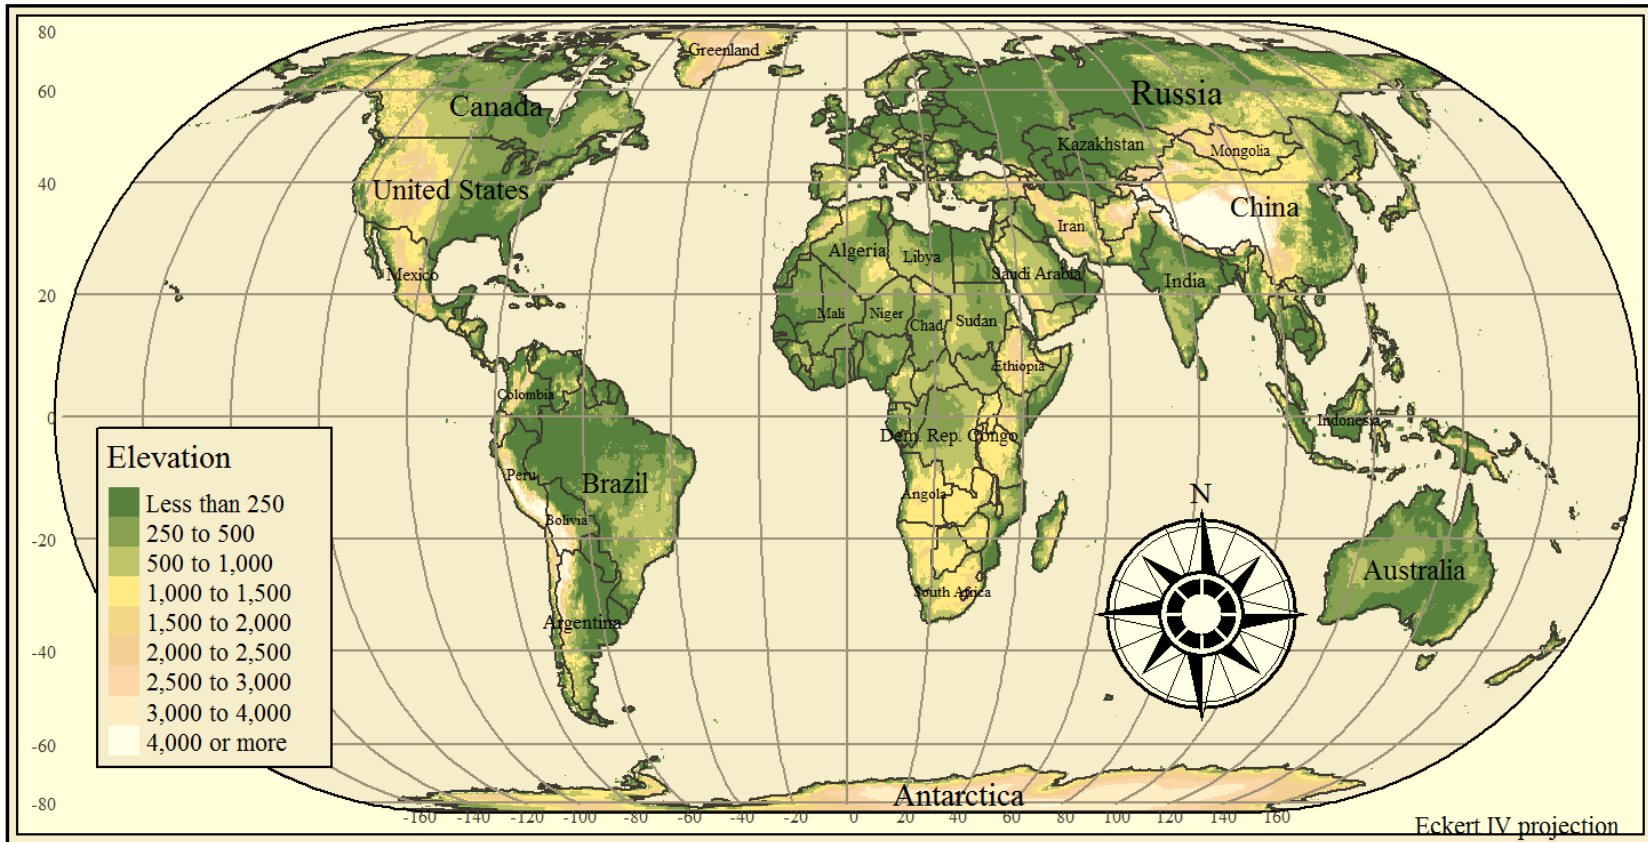 80
60
40
20
0
-20
-40
-60
-80
Greenland
Canada
Russia
Kazakhstan
Mongolia
United States
China
Mexico
Algeria
Libya
Iran
Saudi Arabia
India
Mali
Niger
Chad
Sudan
Ethiopia
Colombia
Indonesia
Dem. Rep. Congo
Peru
Brazil
Angola
Bolivia
Australia
South Africa
Argentina
Antarctica
N
Elevation
Less than 250
250 to 500
500 to 1,000
1,000 to 1,500
1,500 to 2,000
2,000 to 2,500
2,500 to 3,000
3,000 to 4,000
4,000 or more
-160 -140 -120 -100 -80 -60 -40 -20 0 20 40 60 80 100 120 140 160
Eckert IV projection